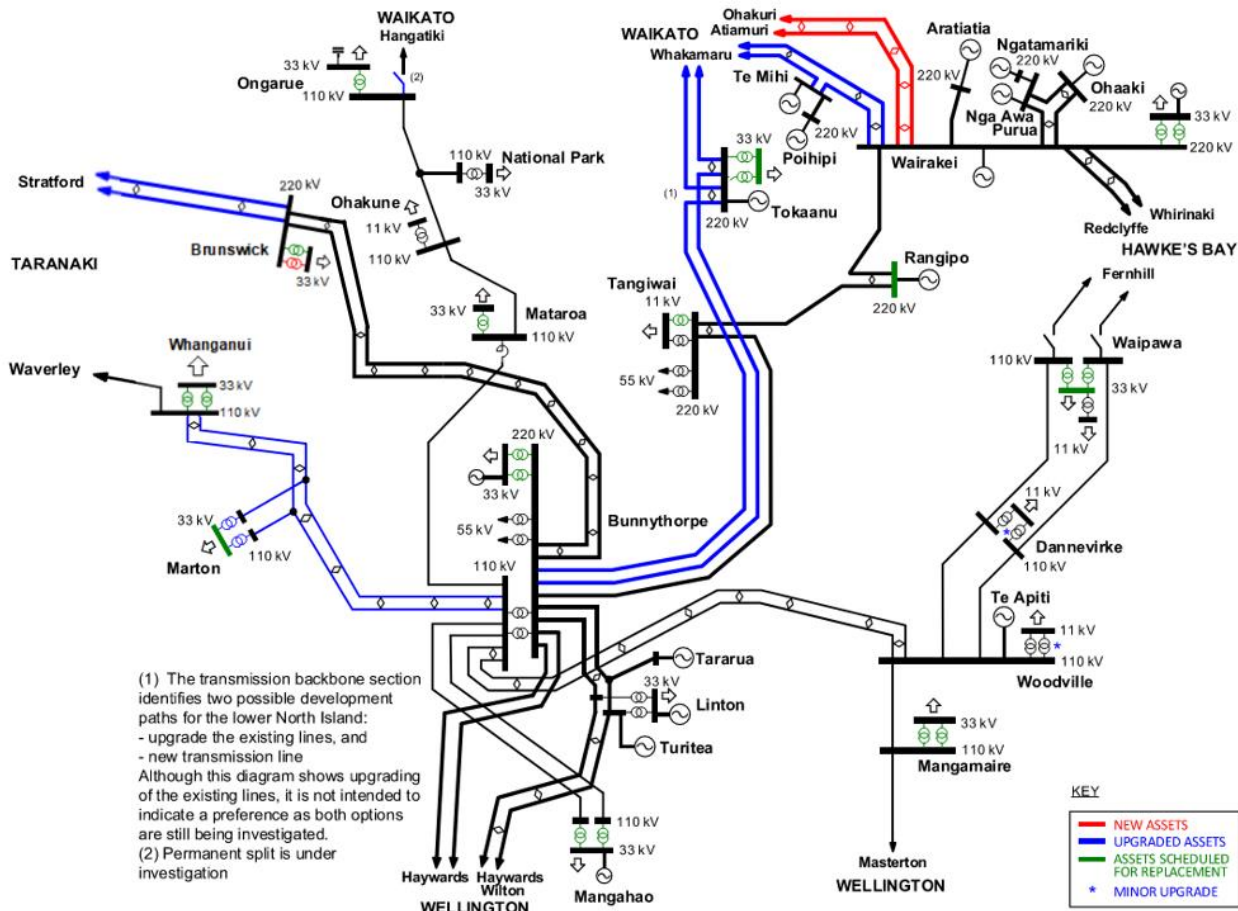 WAIKATO
Hangatiki
33 kV
(2)
Ongarue
110 kV
110 kV
National Park
33 kV
Ohakune
11 kV
110 kV
33 kV
Mataroa
110 kV
Stratford
220 kV
Brunswick
33 kV
TARANAKI
Whanganui
33 kV
Waverley
110 kV
33 kV
Marton
110 kV
220 kV
33 kV
55 kV
Bunnythorpe
110 kV
WAIKATO
Whakamaru
Ohakuri
Atiamuri
Te Mihi
220 kV
Poihipi
33 kV
(1)
Tokaanu
220 kV
Aratiatia
220 kV
Ngatamariki
220 kV
Ohaaki
220 kV
Nga Awa
Purua
33 kV
220 kV
Wairakei
Whirinaki
Redclyffe
HAWKE'S BAY
Rangipo
220 kV
Tangiwai
11 kV
55 kV
220 kV
Fernhill
Waipawa
110 kV
33 kV
11 kV
11 kV
*
Dannevirke
110 kV
Te Apiti
11 kV
*
110 kV
Woodville
33 kV
110 kV
Mangamaire
Masterton
WELLINGTON
Tararua
33 kV
Linton
Turitea
110 kV
33 kV
Mangahao
Haywards
Haywards
Wilton
WELLINGTON
(1) The transmission backbone section
identifies two possible development
paths for the lower North Island:
- upgrade the existing lines, and
- new transmission line
Although this diagram shows upgrading
of the existing lines, it is not intended to
indicate a preference as both options
are still being investigated.
(2) Permanent split is under
investigation
KEY
NEW ASSETS
UPGRADED ASSETS
ASSETS SCHEDULED
FOR REPLACEMENT
* MINOR UPGRADE